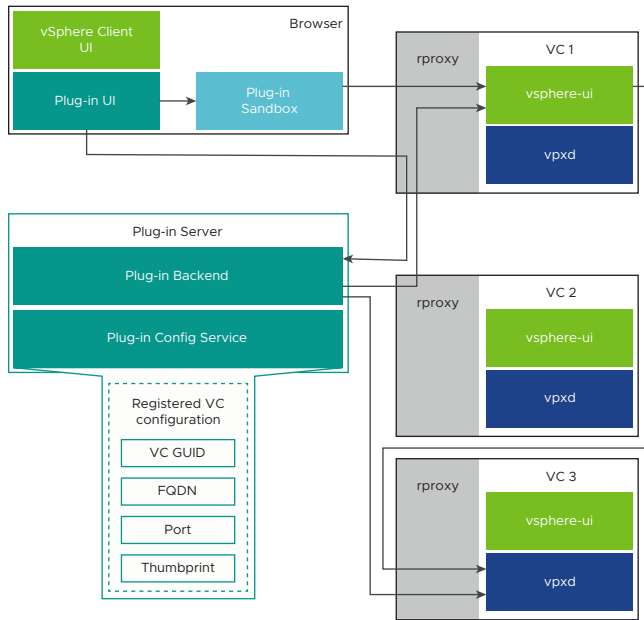 Browser
vSphere Client
UI
Plug-in UI
Plug-in
Sandbox
rproxy
VC 1
vsphere-ui
vpxd
Plug-in Server
Plug-in Backend
Plug-in Config Service
Registered VC
configuration
VC GUID
FQDN
Port
Thumbprint
rproxy
VC 2
vsphere-ui
vpxd
rproxy
VC 3
vsphere-ui
vpxd